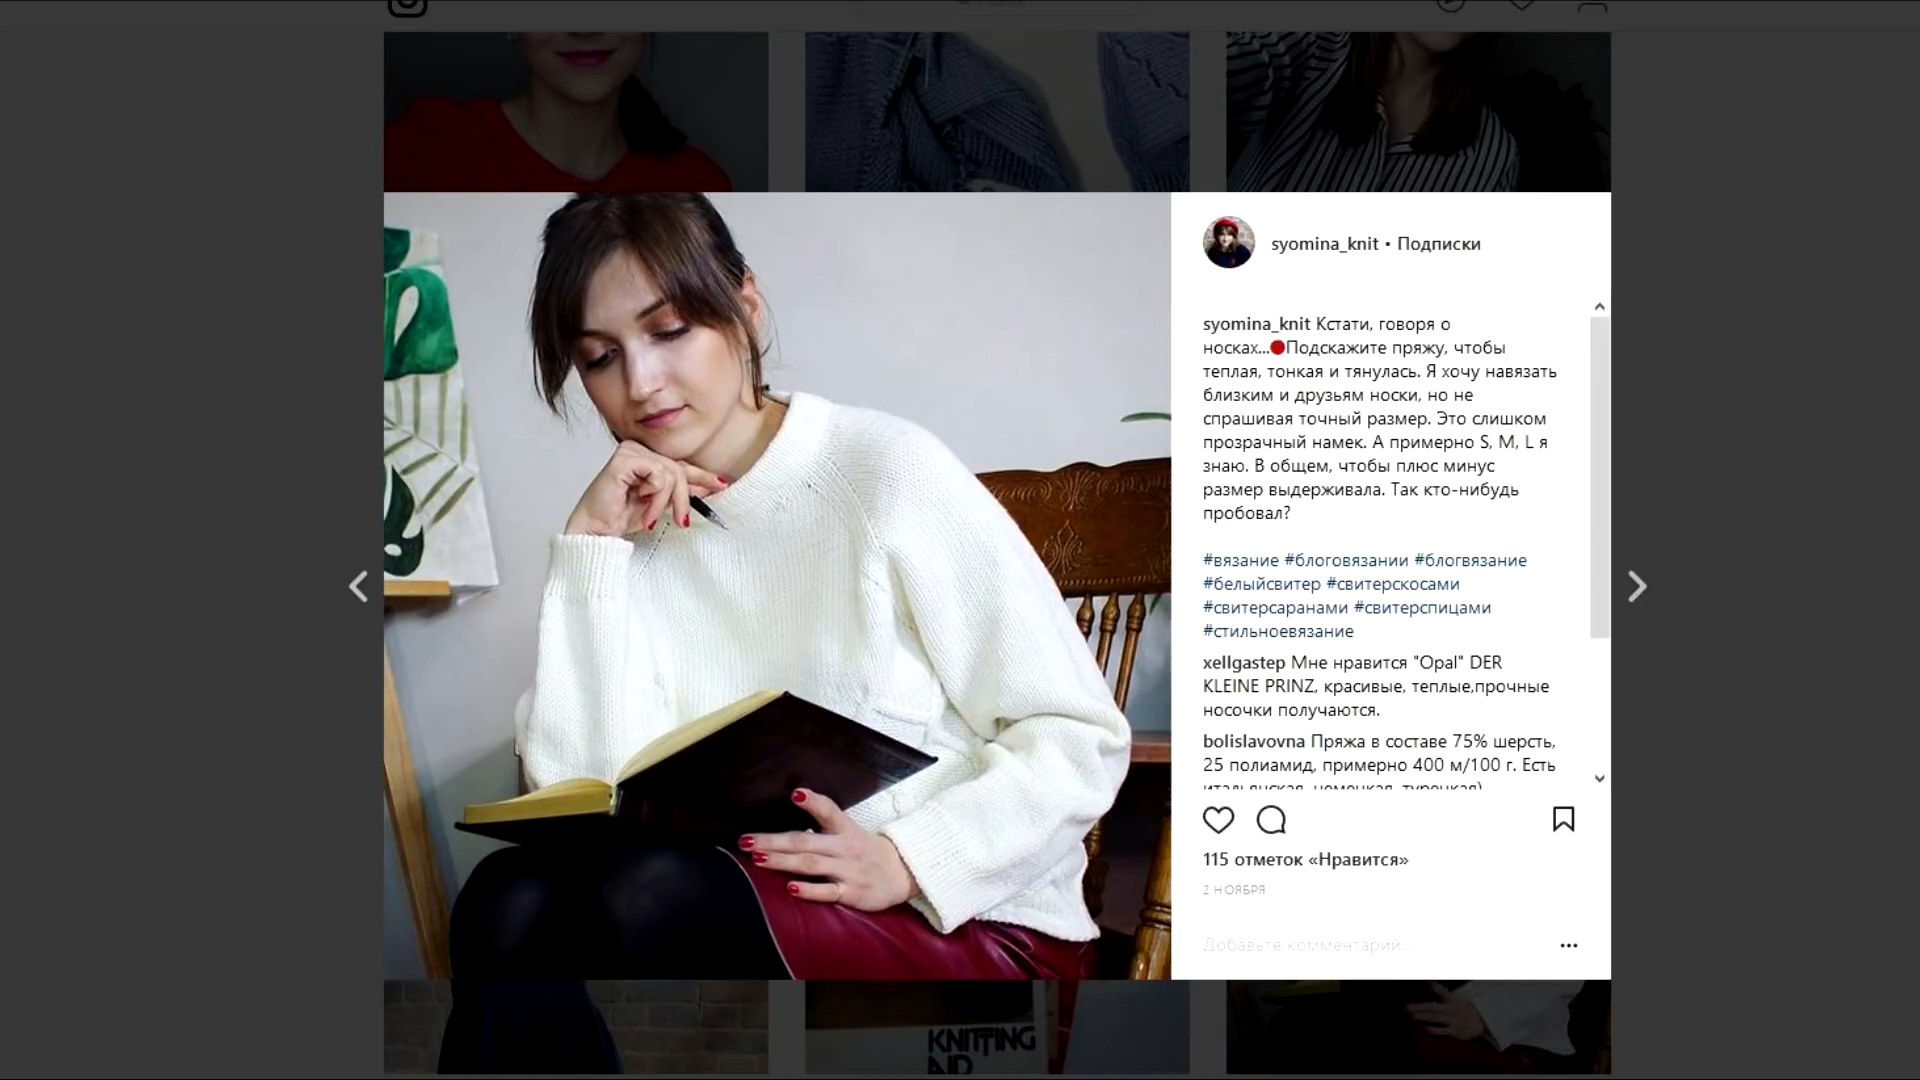 syomina_knit • Подписки
syomina_knit Кстати, говоря о
носках...Подскажите пряжу, чтобы
теплая, тонкая и тянулась. Я хочу навязать
близким и друзьям носки, но не
спрашивая точный размер. Это слишком
прозрачный намек. А примерно S, M, L я
знаю. В общем, чтобы плюс минус
размер выдерживала. Так кто-нибудь
пробовал?
#вязание #блоговязании #блогвязание
#белыйсвитер #свитерскосами
#свитерсаранами #свитерспицами
#стильноевязание
xellgastep Мне нравится "Opal" DER
KLEINE PRINZ, красивые, теплые,прочные
носочки получаются.
bolislavovna Пряжа в составе 75% шерсть,
25 полиамид, примерно 400 м/100 г. Есть
итальянская, немецкая, турецкая)
115 отметок «Нравится»
2 НОЯБРЯ
Добавьте комментарий...
KNITTING
AND